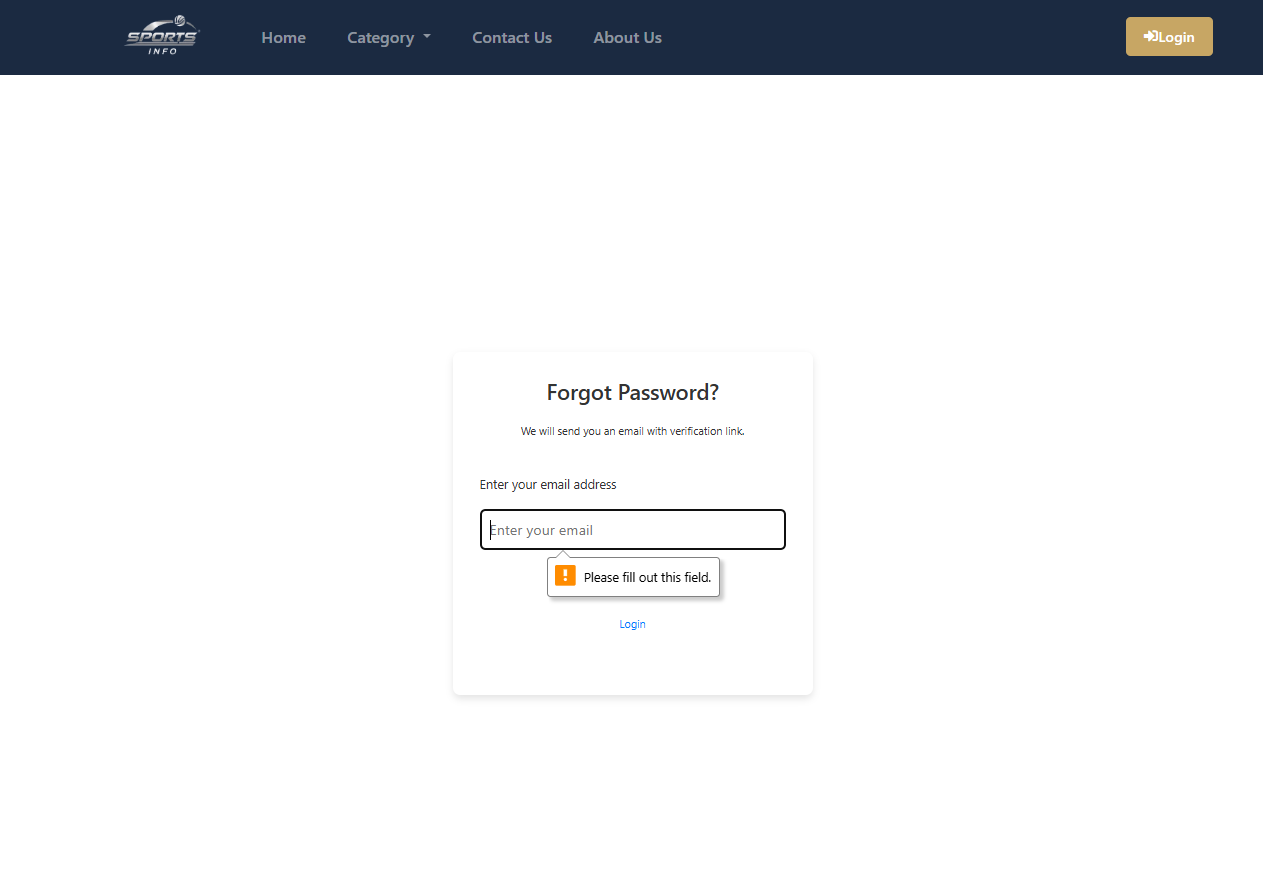 SPORTS
INFO
Home
Category
Contact Us
About Us
Login
Forgot Password?
We will send you an email with verification link.
Enter your email address
Enter your email
Please fill out this field.
Login